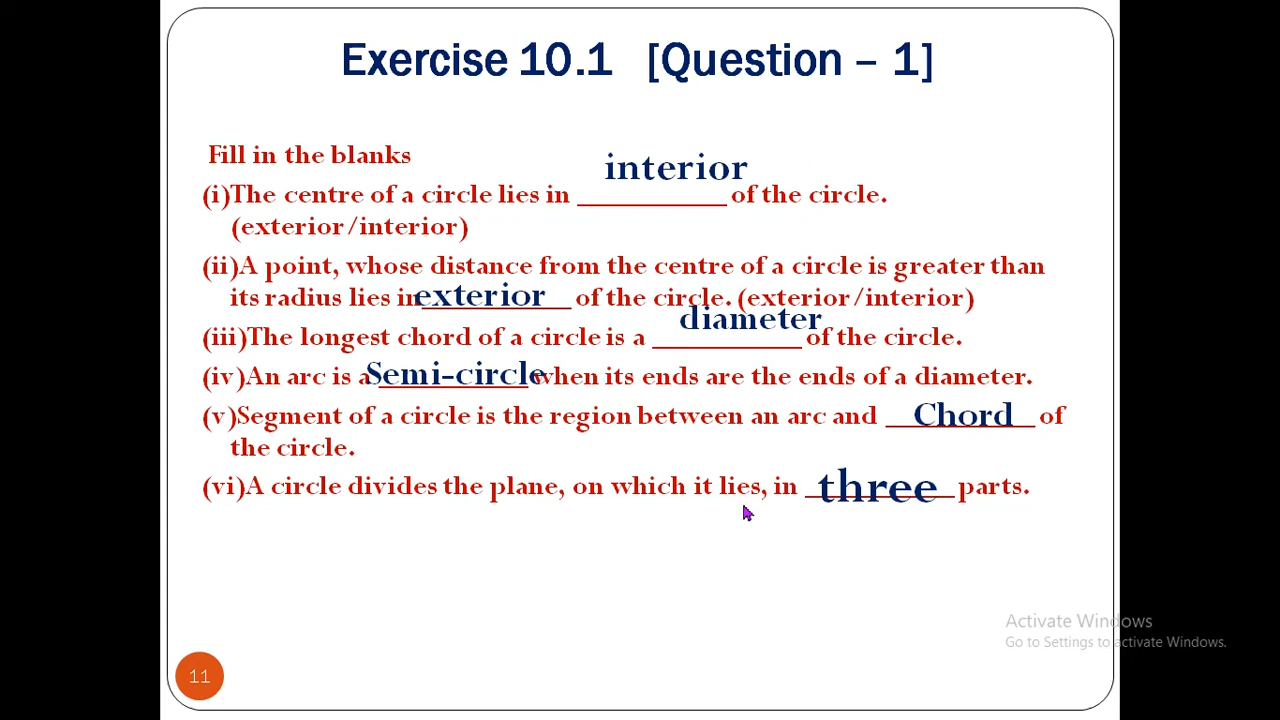 Exercise 10.1 [Question – 1]
Fill in the blanks
(i)The centre of a circle lies in interior of the circle.
(exterior/interior)
(ii)A point, whose distance from the centre of a circle is greater than
its radius lies in exterior of the circle. (exterior/interior)
(iii)The longest chord of a circle is a diameter of the circle.
(iv)An arc is a Semi-circle when its ends are the ends of a diameter.
(v)Segment of a circle is the region between an arc and Chord of
the circle.
(vi)A circle divides the plane, on which it lies, in three parts.
Activate Windows
Go to Settings to activate Windows.
11